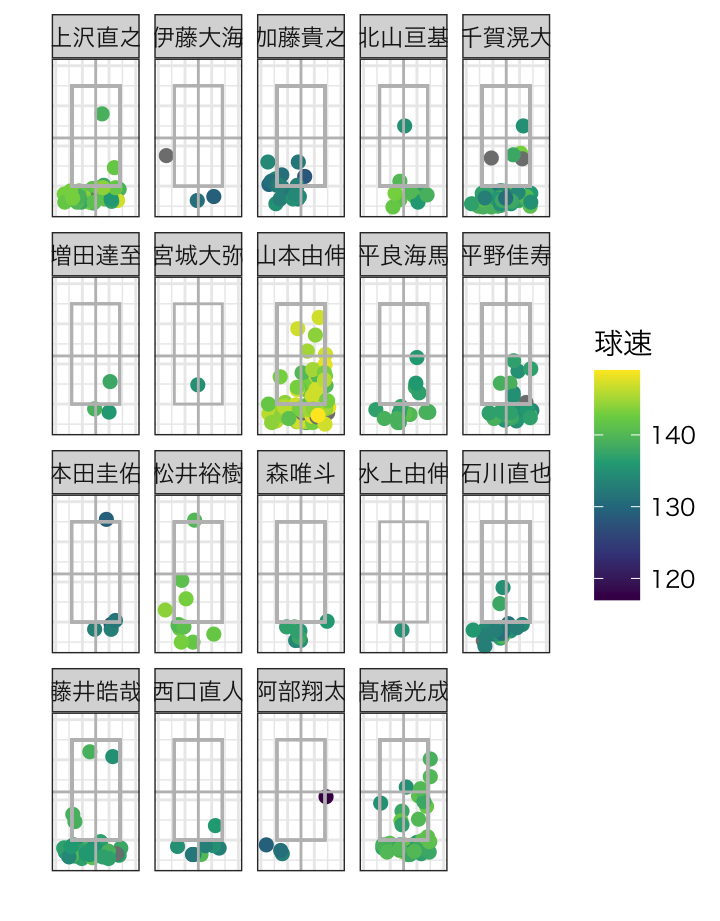 上沢直之 伊藤大海 加藤貴之 北山亘基 千賀滉大
増田達至 宮城大弥 山本由伸 平良海馬 平野佳寿
球速
140
130
120
本田圭佑 松井裕樹 森唯斗 水上由伸 石川直也
藤井皓哉 西口直人 阿部翔太 髙橋光成